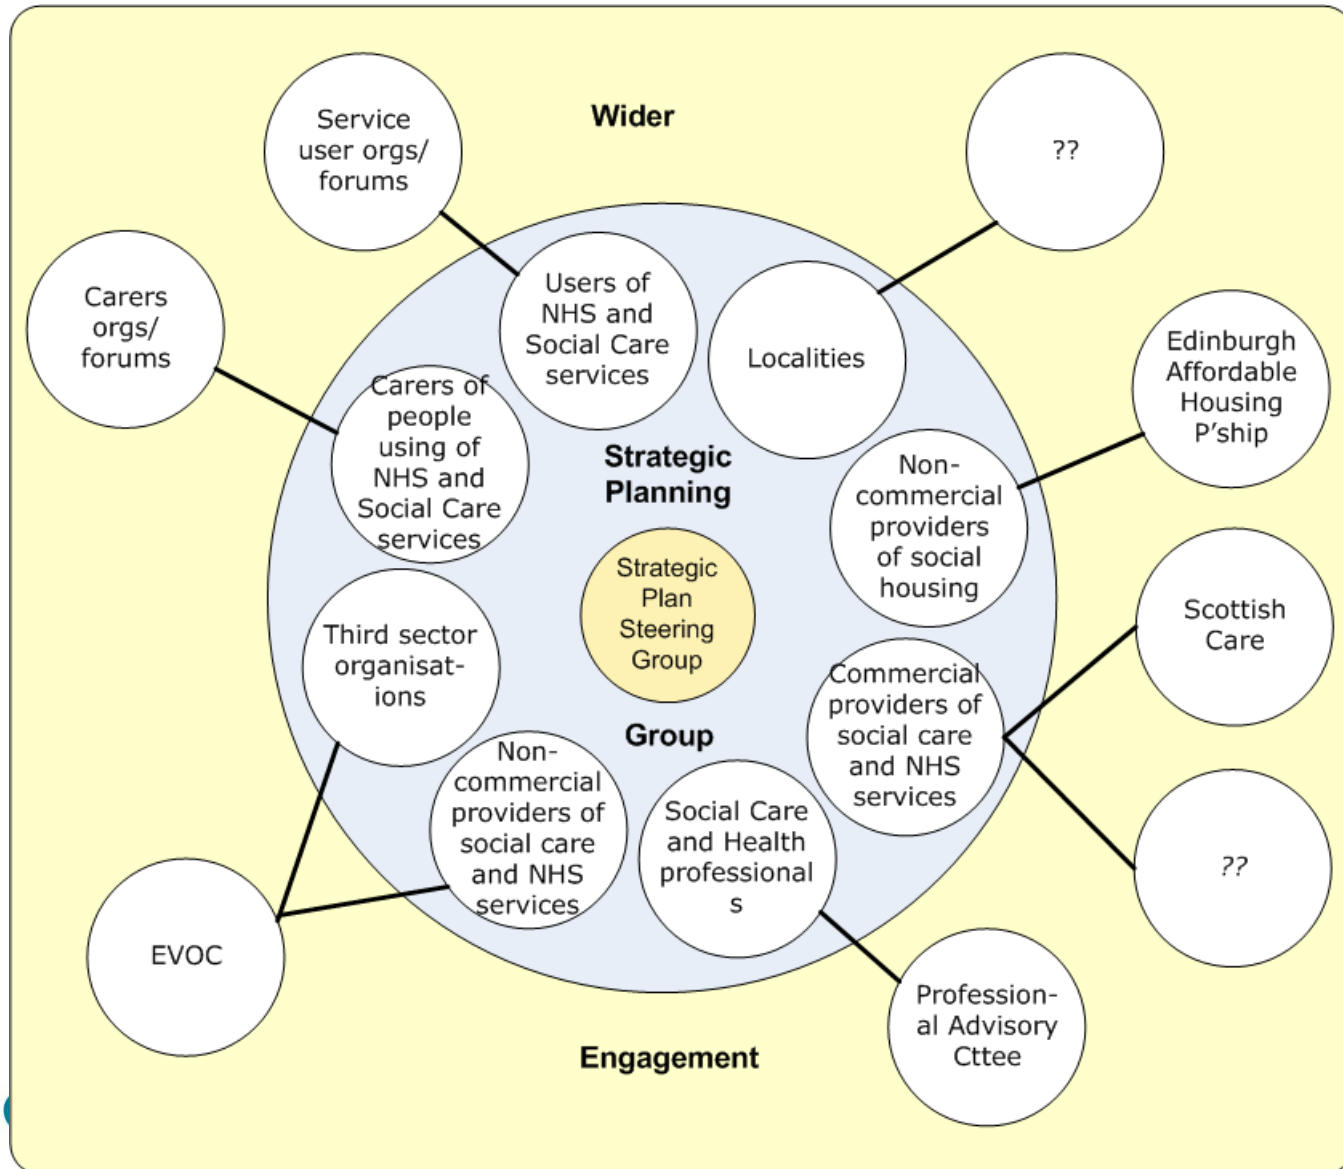 Wider
Service
user orgs/
forums
??
Carers
orgs/
forums
Users of
NHS and
Social Care
services
Localities
Edinburgh
Affordable
Housing
P'ship
Carers of
people
using of
NHS and
Social Care
services
Strategic
Planning
Non-
commercial
providers
of social
housing
Strategic
Plan
Steering
Group
Scottish
Care
Third sector
organisat-
ions
Commercial
providers of
social care
and NHS
services
Group
Non-
commercial
providers of
social care
and NHS
services
Social Care
and Health
professional
s
??
EVOC
Profession-
al Advisory
Cttee
Engagement